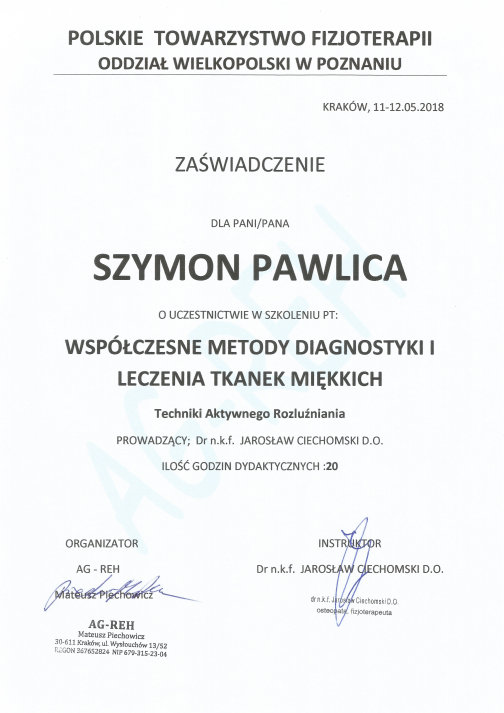 POLSKIE TOWARZYSTWO FIZJOTERAPII
ODDZIAŁ WIELKOPOLSKI W POZNANIU
KRAKÓW, 11-12.05.2018
ZAŚWIADCZENIE
DLA PANI/PANA
SZYMON PAWLICA
O UCZESTNICTWIE W SZKOLENIU PT:
WSPÓŁCZESNE METODY DIAGNOSTYKI I
LECZENIA TKANEK MIĘKKICH
Techniki Aktywnego Rozluźniania
PROWADZĄCY; Dr n.k.f. JAROSŁAW CIECHOMSKI D.O.
ILOŚĆ GODZIN DYDAKTYCZNYCH :20
ORGANIZATOR
AG - REH
Mateusz Piechowicz
AG-REH
Mateusz Piechowicz
30-611 Kraków, ul. Wysłouchów 13/52
REGON 367652824 NIP 679-315-23-04
INSTRUKTOR
Dr n.k.f. JAROSŁAW CIECHOMSKI D.O.
dr n.k.f. Jarosław Ciechomski D.O.
osteopata, fizjoterapeuta
AG-REH